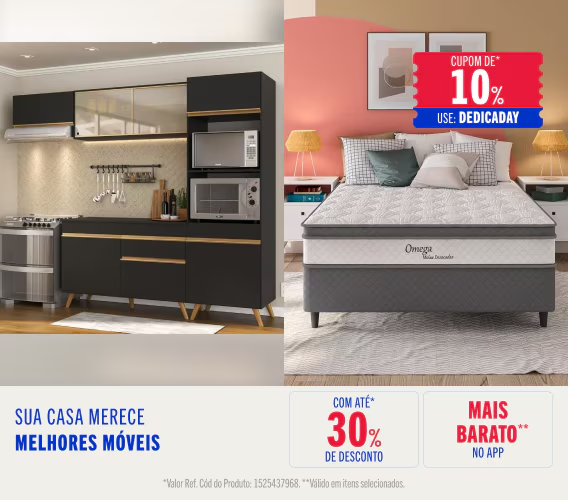 CUPOM DE*
10%
USE: DEDICADAY
Omega
SUA CASA MERECE
MELHORES MÓVEIS
COM ATÉ*
30%
DE DESCONTO
MAIS
BARATO**
NO APP
*Valor Ref. Cód do Produto: 1525437968. **Válido em itens selecionados.